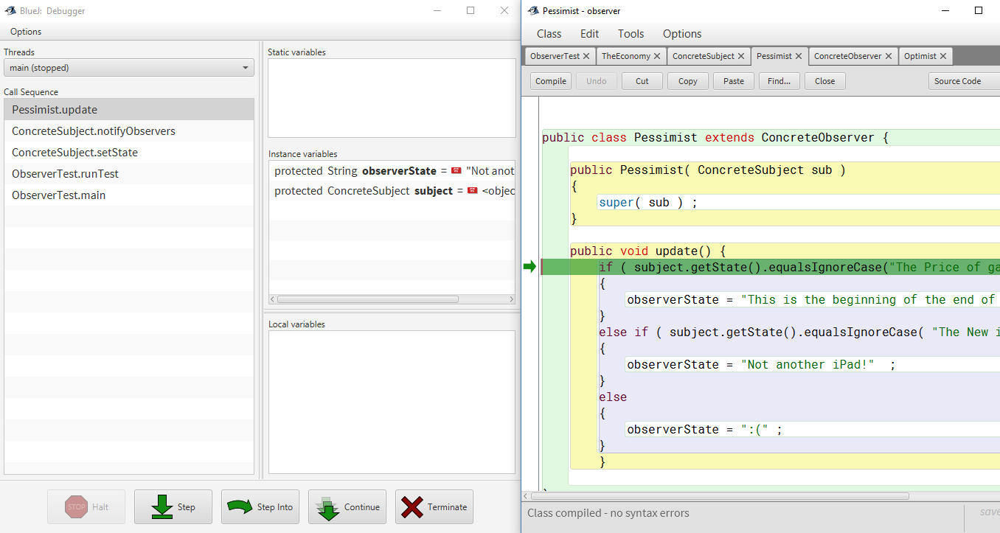 BlueJ: Debugger
Options
Threads
main (stopped)
Call Sequence
Pessimist.update
ConcreteSubject.notifyObservers
ConcreteSubject.setState
ObserverTest.runTest
ObserverTest.main
Static variables
Instance variables
protected String observerState = "Not anot
protected ConcreteSubject subject = <objec
Local variables
STOP Halt Step Step Into Continue Terminate
Pessimist - observer
Class Edit Tools Options
ObserverTest TheEconomy ConcreteSubject Pessimist ConcreteObserver Optimist
Compile Undo Cut Copy Paste Find... Close Source Code
public class Pessimist extends ConcreteObserver {
public Pessimist( ConcreteSubject sub )
{
super( sub ) ;
}
public void update() {
if ( subject.getState().equalsIgnoreCase("The Price of ga
{
observerState = "This is the beginning of the end of
}
else if ( subject.getState().equalsIgnoreCase( "The New i
{
observerState = "Not another iPad!" ;
}
else
{
observerState = ":(" ;
}
}
Class compiled - no syntax errors
save